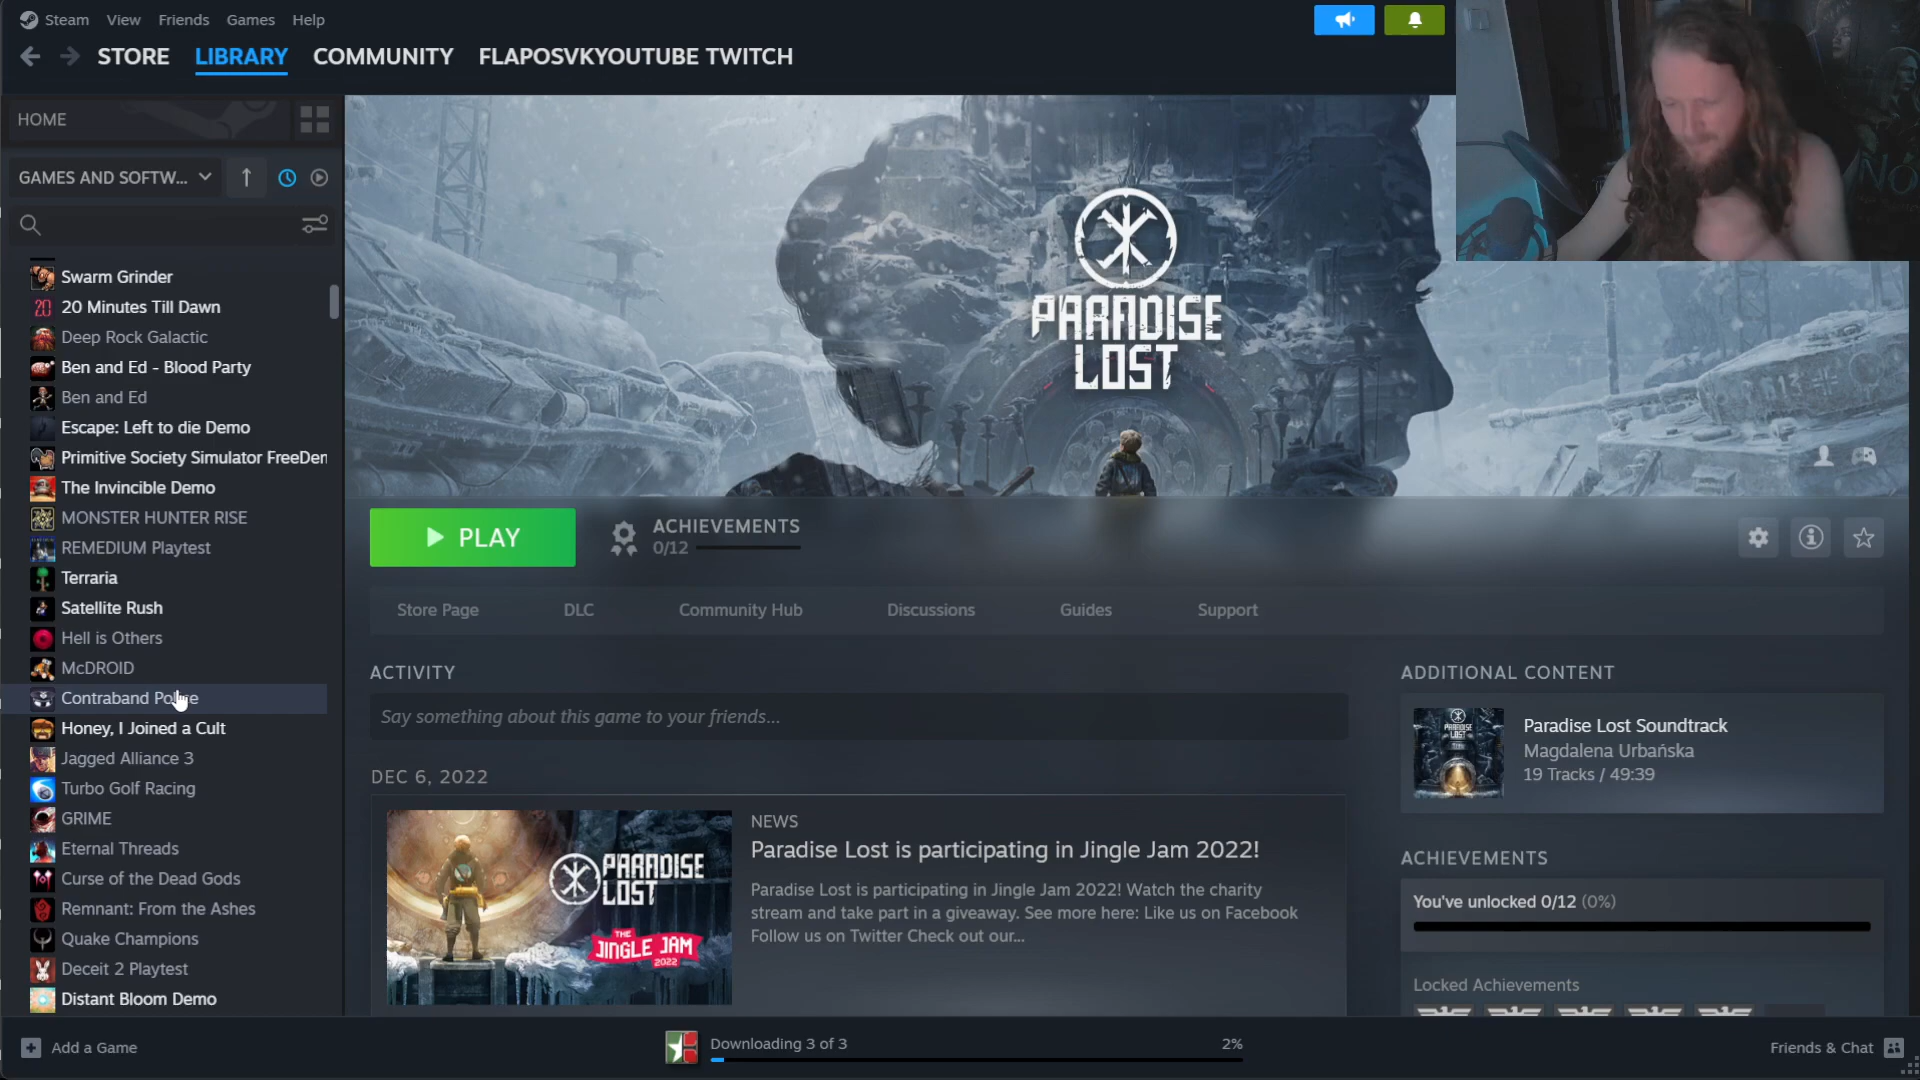 Steam View Friends Games Help
STORE LIBRARY COMMUNITY FLAPOSVKYOUTUBE TWITCH
HOME
GAMES AND SOFTW...
Swarm Grinder
20 Minutes Till Dawn
Deep Rock Galactic
Ben and Ed - Blood Party
Ben and Ed
Escape: Left to die Demo
Primitive Society Simulator FreeDer
The Invincible Demo
MONSTER HUNTER RISE
REMEDIUM Playtest
Terraria
Satellite Rush
Hell is Others
McDROID
Contraband Police
Honey, I Joined a Cult
Jagged Alliance 3
Turbo Golf Racing
GRIME
Eternal Threads
Curse of the Dead Gods
Remnant: From the Ashes
Quake Champions
Deceit 2 Playtest
Distant Bloom Demo
Add a Game
PARADISE
LOST
PLAY
ACHIEVEMENTS
0/12
Store Page DLC Community Hub Discussions Guides Support
ACTIVITY
Say something about this game to your friends...
DEC 6, 2022
PARADISE
LOST
THE
JINGLE JAM
2022
NEWS
Paradise Lost is participating in Jingle Jam 2022!
Paradise Lost is participating in Jingle Jam 2022! Watch the charity
stream and take part in a giveaway. See more here: Like us on Facebook
Follow us on Twitter Check out our...
ADDITIONAL CONTENT
PARADISE
LOST
Paradise Lost Soundtrack
Magdalena Urbańska
19 Tracks / 49:39
ACHIEVEMENTS
You've unlocked 0/12 (0%)
Locked Achievements
Downloading 3 of 3 2%
Friends & Chat